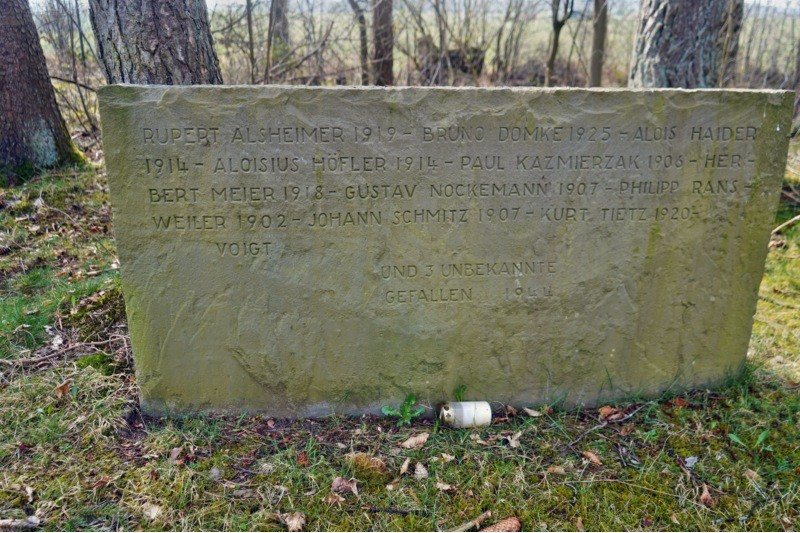 RUPERT ALSHEIMER 1919 – BRUNO DOMKE 1925 – ALOIS HAIDER
1914 – ALOISIUS HÖFLER 1914 – PAUL KAZMIERZAK 1906 – HER–
BERT MEIER 1918 – GUSTAV NOCKEMANN 1907 – PHILIPP RANS–
WEILER 1902 – JOHANN SCHMITZ 1907 – KURT TIETZ 1920 –
VOIGT
UND 3 UNBEKANNTE
GEFALLEN 1944